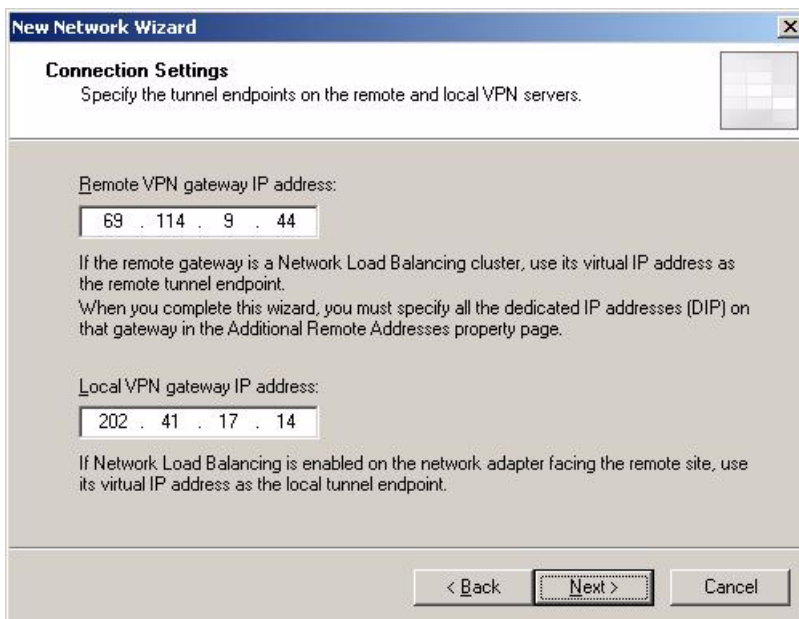 New Network Wizard
Connection Settings
Specify the tunnel endpoints on the remote and local VPN servers.
Remote VPN gateway IP address:
69 . 114 . 9 . 44
If the remote gateway is a Network Load Balancing cluster, use its virtual IP address as
the remote tunnel endpoint.
When you complete this wizard, you must specify all the dedicated IP addresses (DIP) on
that gateway in the Additional Remote Addresses property page.
Local VPN gateway IP address:
202 . 41 . 17 . 14
If Network Load Balancing is enabled on the network adapter facing the remote site, use
its virtual IP address as the local tunnel endpoint.
< Back Next > Cancel